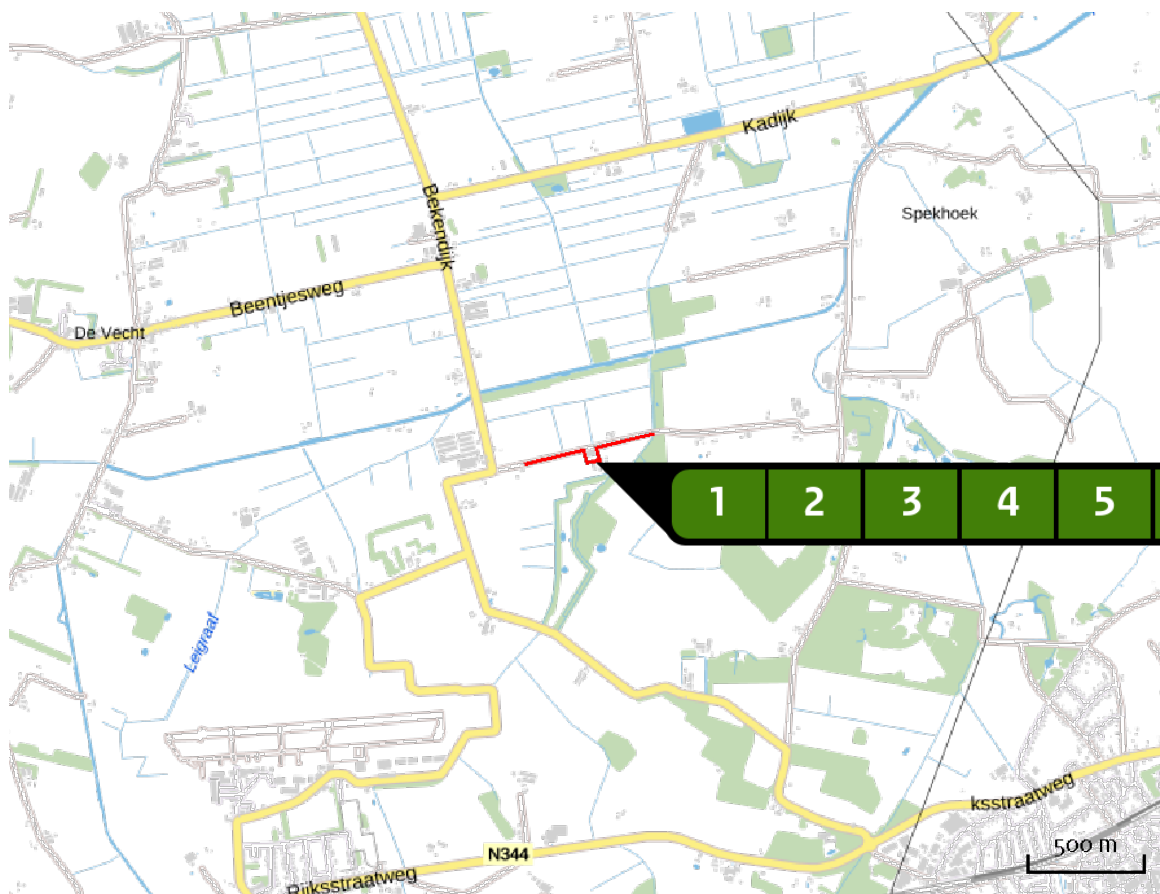 Kadijk
Bekendijk
Spekhoek
Beentjesweg
De Vecht
1 2 3 4 5
Leigraaf
ksstraatweg
500 m
N344
Rijksstraatweg